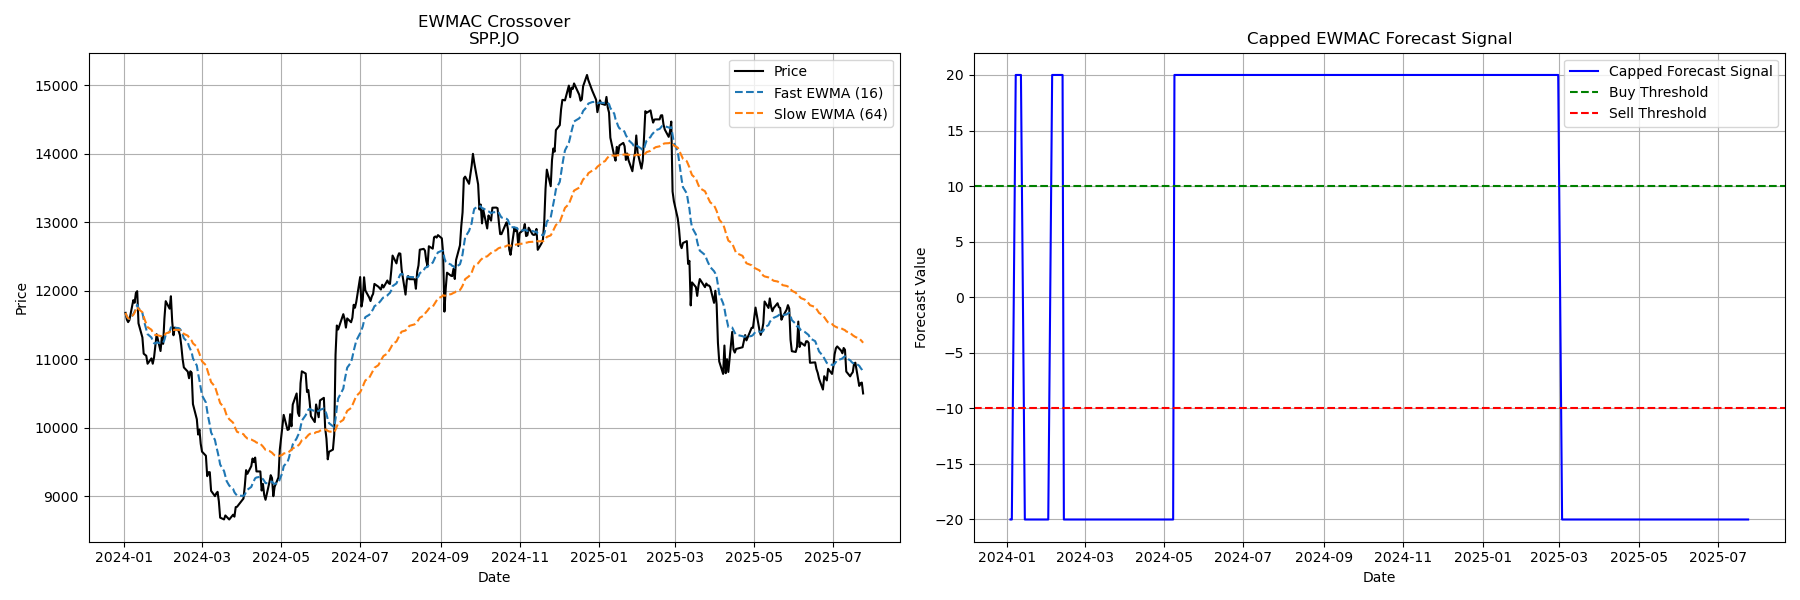 EWMAC Crossover
SPP.JO
Price
15000
14000
13000
12000
11000
10000
9000
Price
Fast EWMA (16)
Slow EWMA (64)
2024-01
2024-03
2024-05
2024-07
2024-09
2024-11
2025-01
2025-03
2025-05
2025-07
Date
Capped EWMAC Forecast Signal
Forecast Value
20
15
10
5
0
−5
−10
−15
−20
Capped Forecast Signal
Buy Threshold
Sell Threshold
2024-01
2024-03
2024-05
2024-07
2024-09
2024-11
2025-01
2025-03
2025-05
2025-07
Date